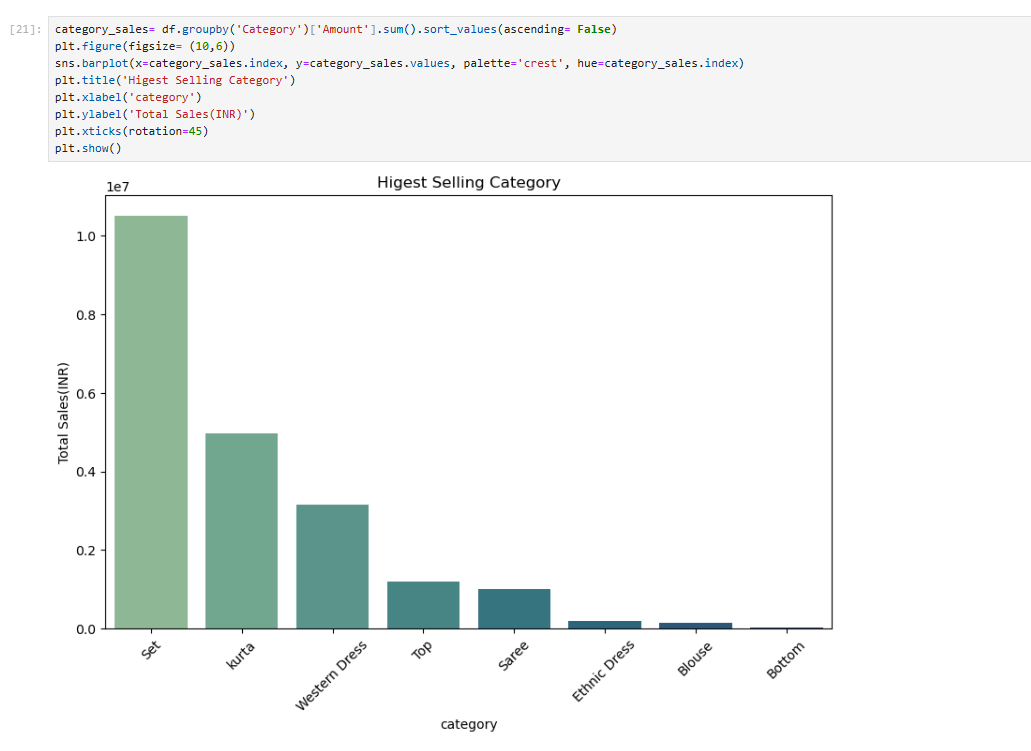 [21]: category_sales= df.groupby('Category')['Amount'].sum().sort_values(ascending= False)
plt.figure(figsize= (10,6))
sns.barplot(x=category_sales.index, y=category_sales.values, palette='crest', hue=category_sales.index)
plt.title('Higest Selling Category')
plt.xlabel('category')
plt.ylabel('Total Sales(INR)')
plt.xticks(rotation=45)
plt.show()
Higest Selling Category
1e7
1.0
0.8
0.6
0.4
0.2
0.0
Total Sales(INR)
Set
kurta
Western Dress
Top
Saree
Ethnic Dress
Blouse
Bottom
category